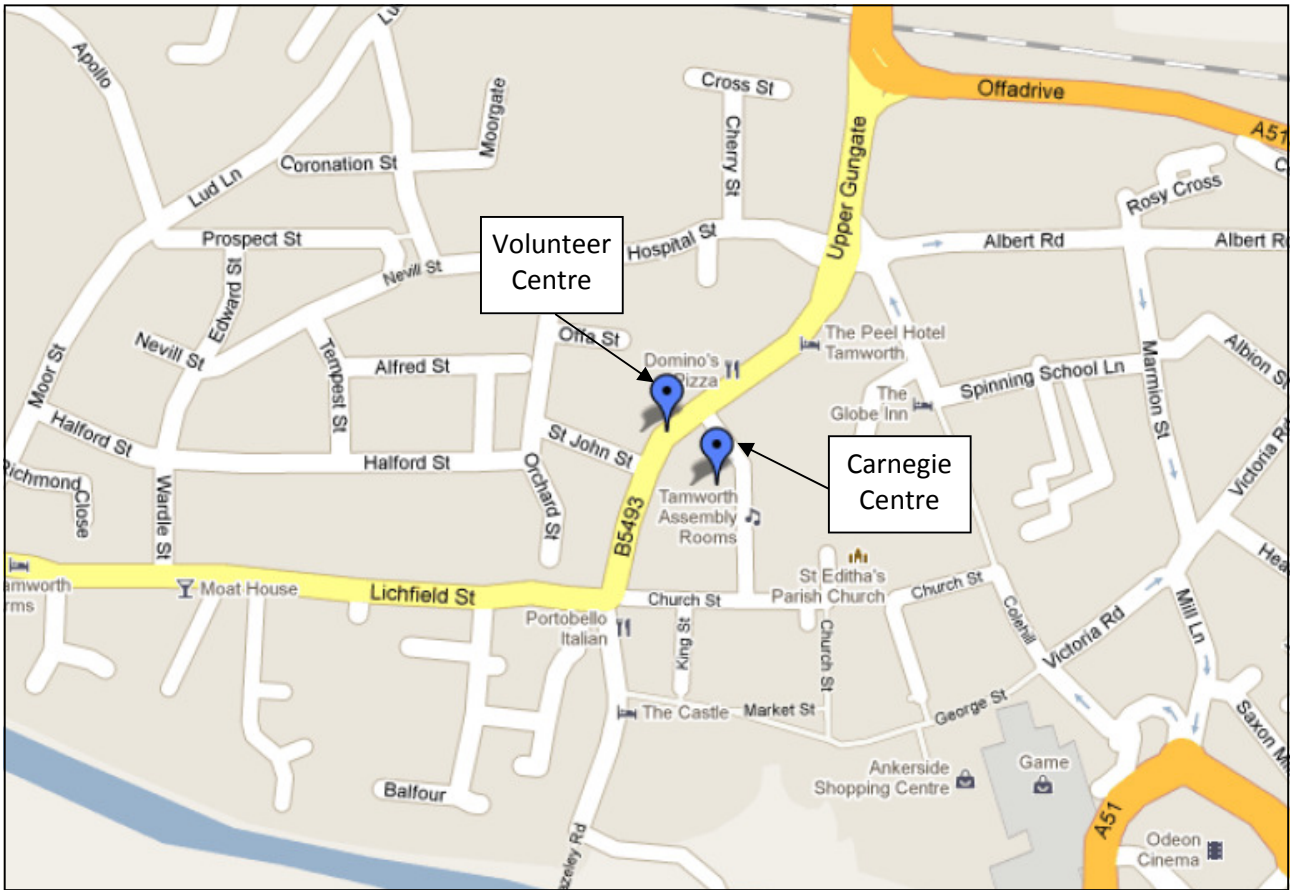 Lu
Apollo
Cross St
Offadrive
A51
Moorgate
Cherry St
Upper Gungate
Coronation St
Lud Ln
Rosy Cross
Prospect St
Volunteer
Centre
Hospital St
Albert Rd
Albert R
Nevill St
Edward St
Offa St
The Peel Hotel
Tamworth
Nevill St
Tempest St
Alfred St
Domino's
Pizza
Albion St
Marmion St
Moor St
Spinning School Ln
The
Globe Inn
Halford St
Halford St
St John St
Orchard St
Carnegie
Centre
Victoria Rd
Richmond Close
Wardle St
B5493
Tamworth
Assembly
Rooms
amworth
rms
Moat House
Lichfield St
St Editha's
Parish Church
Church St
Church St
Hea
Portobello
Italian
King St
Church St
Colehill
Victoria Rd
Mill Ln
The Castle
Market St
George St
Saxon M
Ankerside
Shopping Centre
Game
Balfour
A51
Odeon
Cinema
azeley Rd